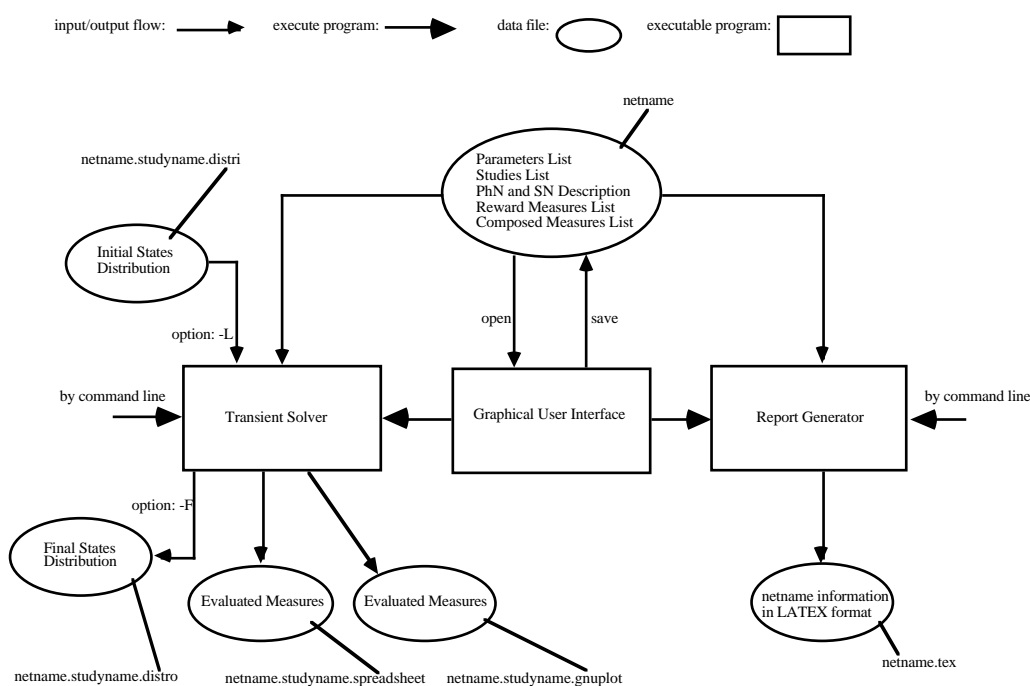 input/output flow:
execute program:
data file:
executable program:
netname
netname.studyname.distri
Parameters List
Studies List
PhN and SN Description
Reward Measures List
Composed Measures List
Initial States
Distribution
option: -L
open
save
by command line
Transient Solver
Graphical User Interface
Report Generator
by command line
option: -F
Final States
Distribution
Evaluated Measures
Evaluated Measures
netname information
in LATEX format
netname.studyname.distro
netname.studyname.spreadsheet
netname.studyname.gnuplot
netname.tex